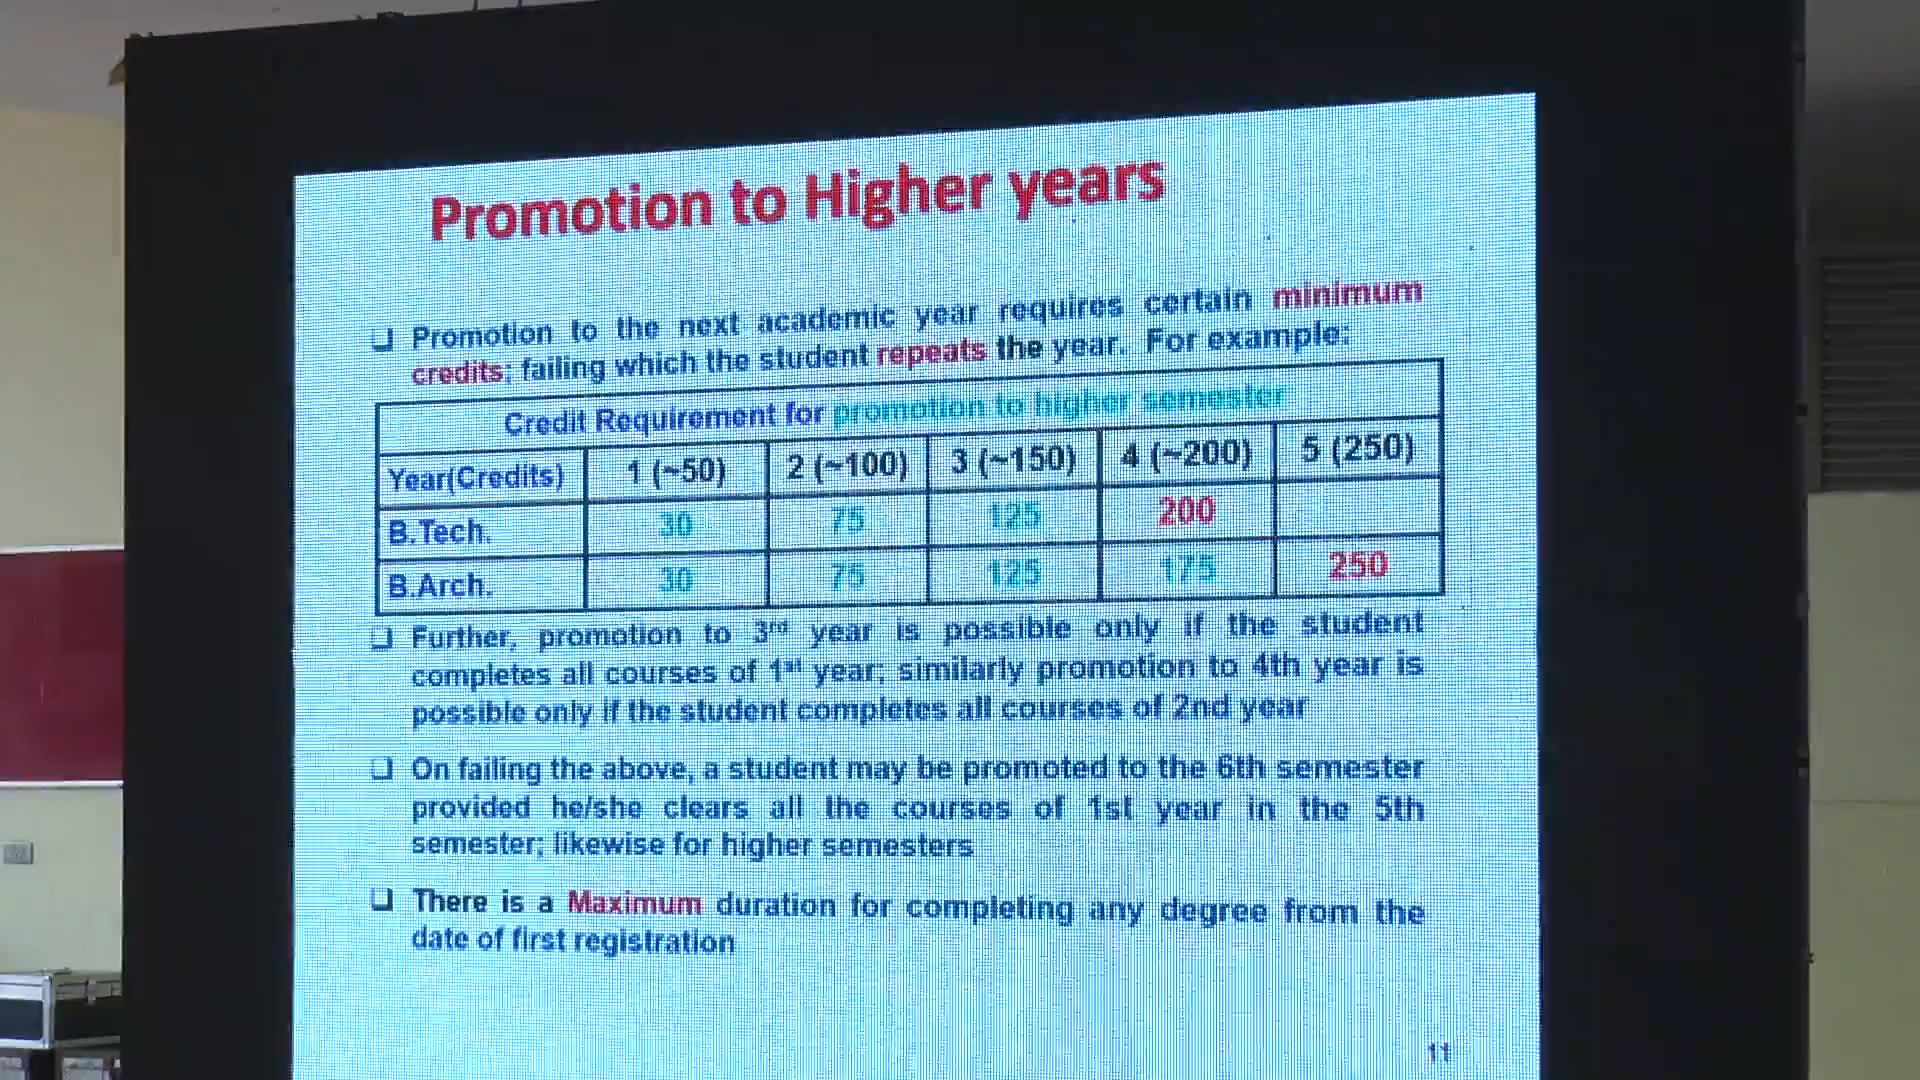 Promotion to Higher years
❑ Promotion to the next academic year requires certain minimum
credits; failing which the student repeats the year. For example:
Credit Requirement for promotion to higher semester
Year(Credits) 1 (~50) 2 (~100) 3 (~150) 4 (~200) 5 (250)
B.Tech. 30 75 125 200
B.Arch. 30 75 125 175 250
❑ Further, promotion to 3rd year is possible only if the student
completes all courses of 1st year; similarly promotion to 4th year is
possible only if the student completes all courses of 2nd year
❑ On failing the above, a student may be promoted to the 6th semester
provided he/she clears all the courses of 1st year in the 5th
semester; likewise for higher semesters
❑ There is a Maximum duration for completing any degree from the
date of first registration
11